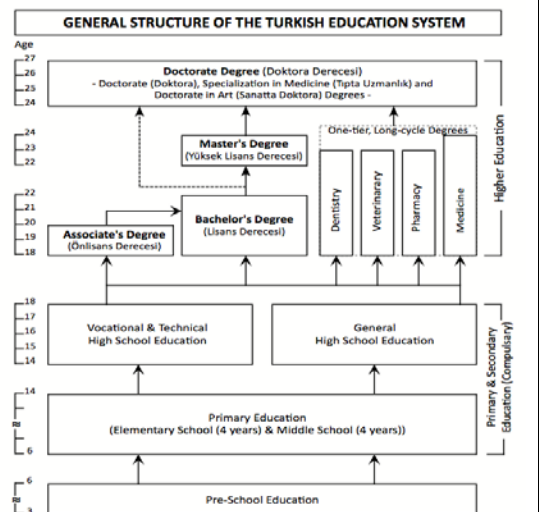 GENERAL STRUCTURE OF THE TURKISH EDUCATION SYSTEM
Age
27
26
25
24
Doctorate Degree (Doktora Derecesi)
- Doctorate (Doktora), Specialization in Medicine (Tıpta Uzmanlık) and
Doctorate in Art (Sanatta Doktora) Degrees -
24
23
22
Master's Degree
(Yüksek Lisans Derecesi)
One-tier, Long-cycle Degrees
Dentistry
Veterinarary
Pharmacy
Medicine
Higher Education
22
21
20
19
18
Bachelor's Degree
(Lisans Derecesi)
Associate's Degree
(Önlisans Derecesi)
18
17
16
15
14
Vocational & Technical
High School Education
General
High School Education
Primary & Secondary
Education (Compulsary)
14
≈
6
Primary Education
(Elementary School (4 years) & Middle School (4 years))
6
≈
3
Pre-School Education